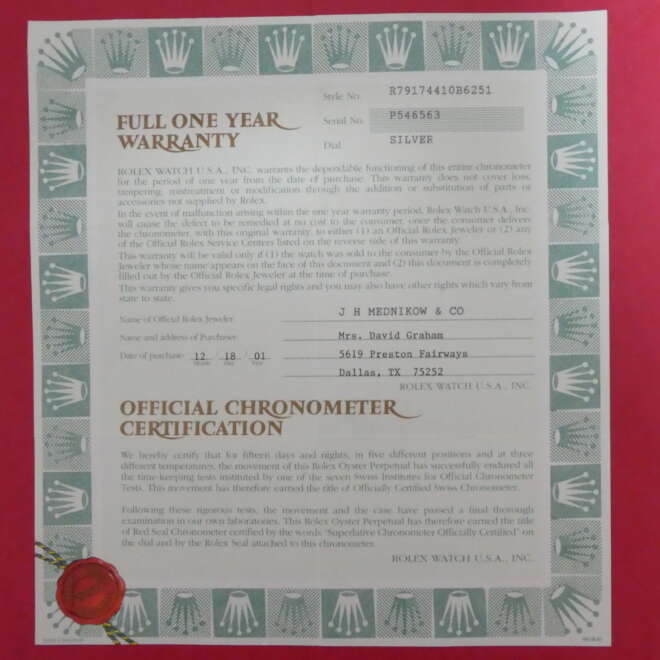 Style No. R79174410B6251
Serial No. P546563
Dial SILVER
FULL ONE YEAR
WARRANTY
ROLEX WATCH U.S.A., INC. warrants the dependable functioning of this entire chronometer
for the period of one year from the date of purchase. This warranty does not cover loss,
tampering, mistreatment or modification through the addition or substitution of parts or
accessories not supplied by Rolex.
In the event of malfunction arising within the one year warranty period, Rolex Watch U.S.A., Inc.
will cause the defect to be remedied at no cost to the consumer, once the consumer delivers
the chronometer, with this original warranty, to either (1) an Official Rolex Jeweler or (2) any
of the Official Rolex Service Centers listed on the reverse side of this warranty.
This warranty will be valid only if (1) the watch was sold to the consumer by the Official Rolex
Jeweler whose name appears on the face of this document and (2) this document is completely
filled out by the Official Rolex Jeweler at the time of purchase.
This warranty gives you specific legal rights and you may also have other rights which vary from
state to state.
Name of Official Rolex Jeweler: J H MEDNIKOW & CO
Name and address of Purchaser: Mrs. David Graham
Date of purchase: 12 / 18 / 01 5619 Preston Fairways
Month Day Year Dallas, TX 75252
ROLEX WATCH U.S.A., INC.
OFFICIAL CHRONOMETER
CERTIFICATION
We hereby certify that for fifteen days and nights, in five different positions and at three
different temperatures, the movement of this Rolex Oyster Perpetual has successfully endured all
the time-keeping tests instituted by one of the seven Swiss Institutes for Official Chronometer
Tests. This movement has therefore earned the title of Officially Certified Swiss Chronometer.
Following these rigorous tests, the movement and the case have passed a final thorough
examination in our own laboratories. This Rolex Oyster Perpetual has therefore earned the title
of Red Seal Chronometer certified by the words "Superlative Chronometer Officially Certified" on
the dial and by the Rolex Seal attached to this chronometer.
ROLEX WATCH U.S.A., INC.